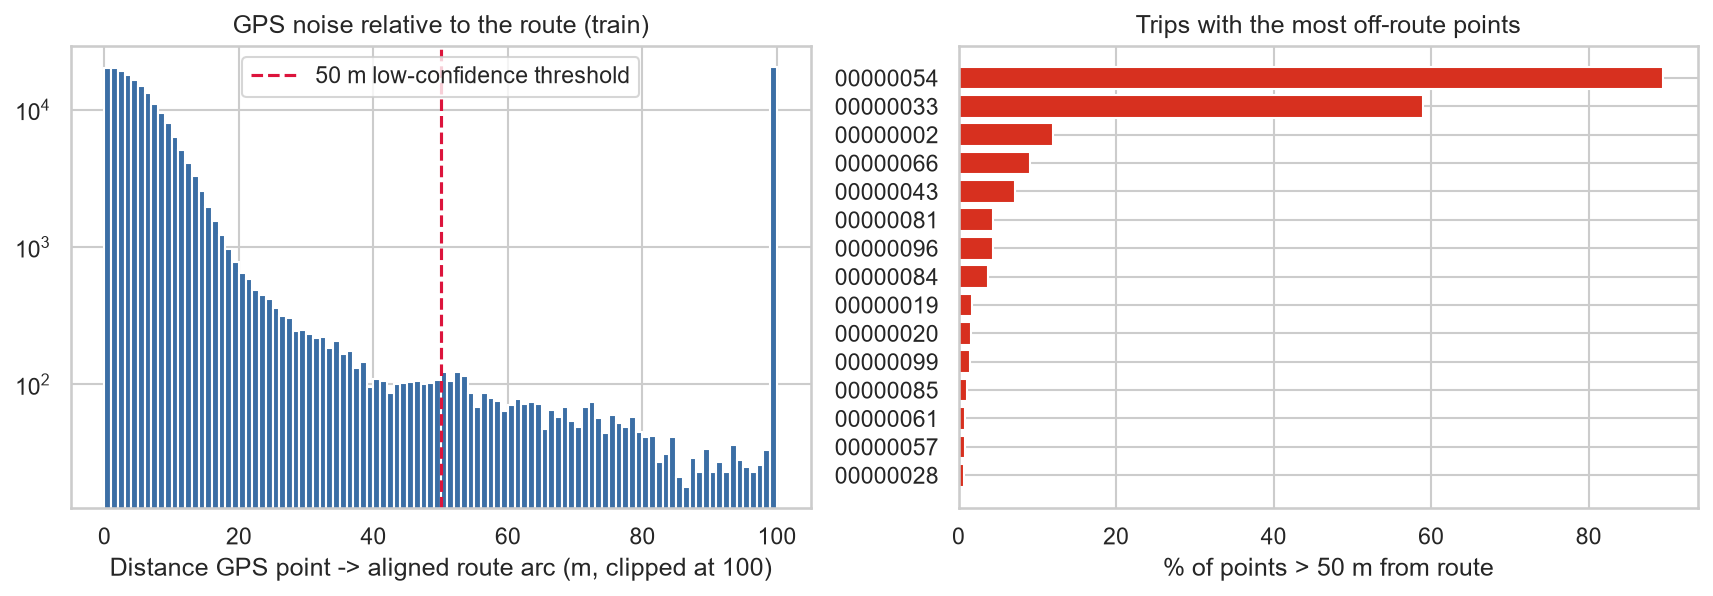 GPS noise relative to the route (train)
50 m low-confidence threshold
10^4
10^3
10^2
0 20 40 60 80 100
Distance GPS point -> aligned route arc (m, clipped at 100)
Trips with the most off-route points
00000054
00000033
00000002
00000066
00000043
00000081
00000096
00000084
00000019
00000020
00000099
00000085
00000061
00000057
00000028
0 20 40 60 80
% of points > 50 m from route